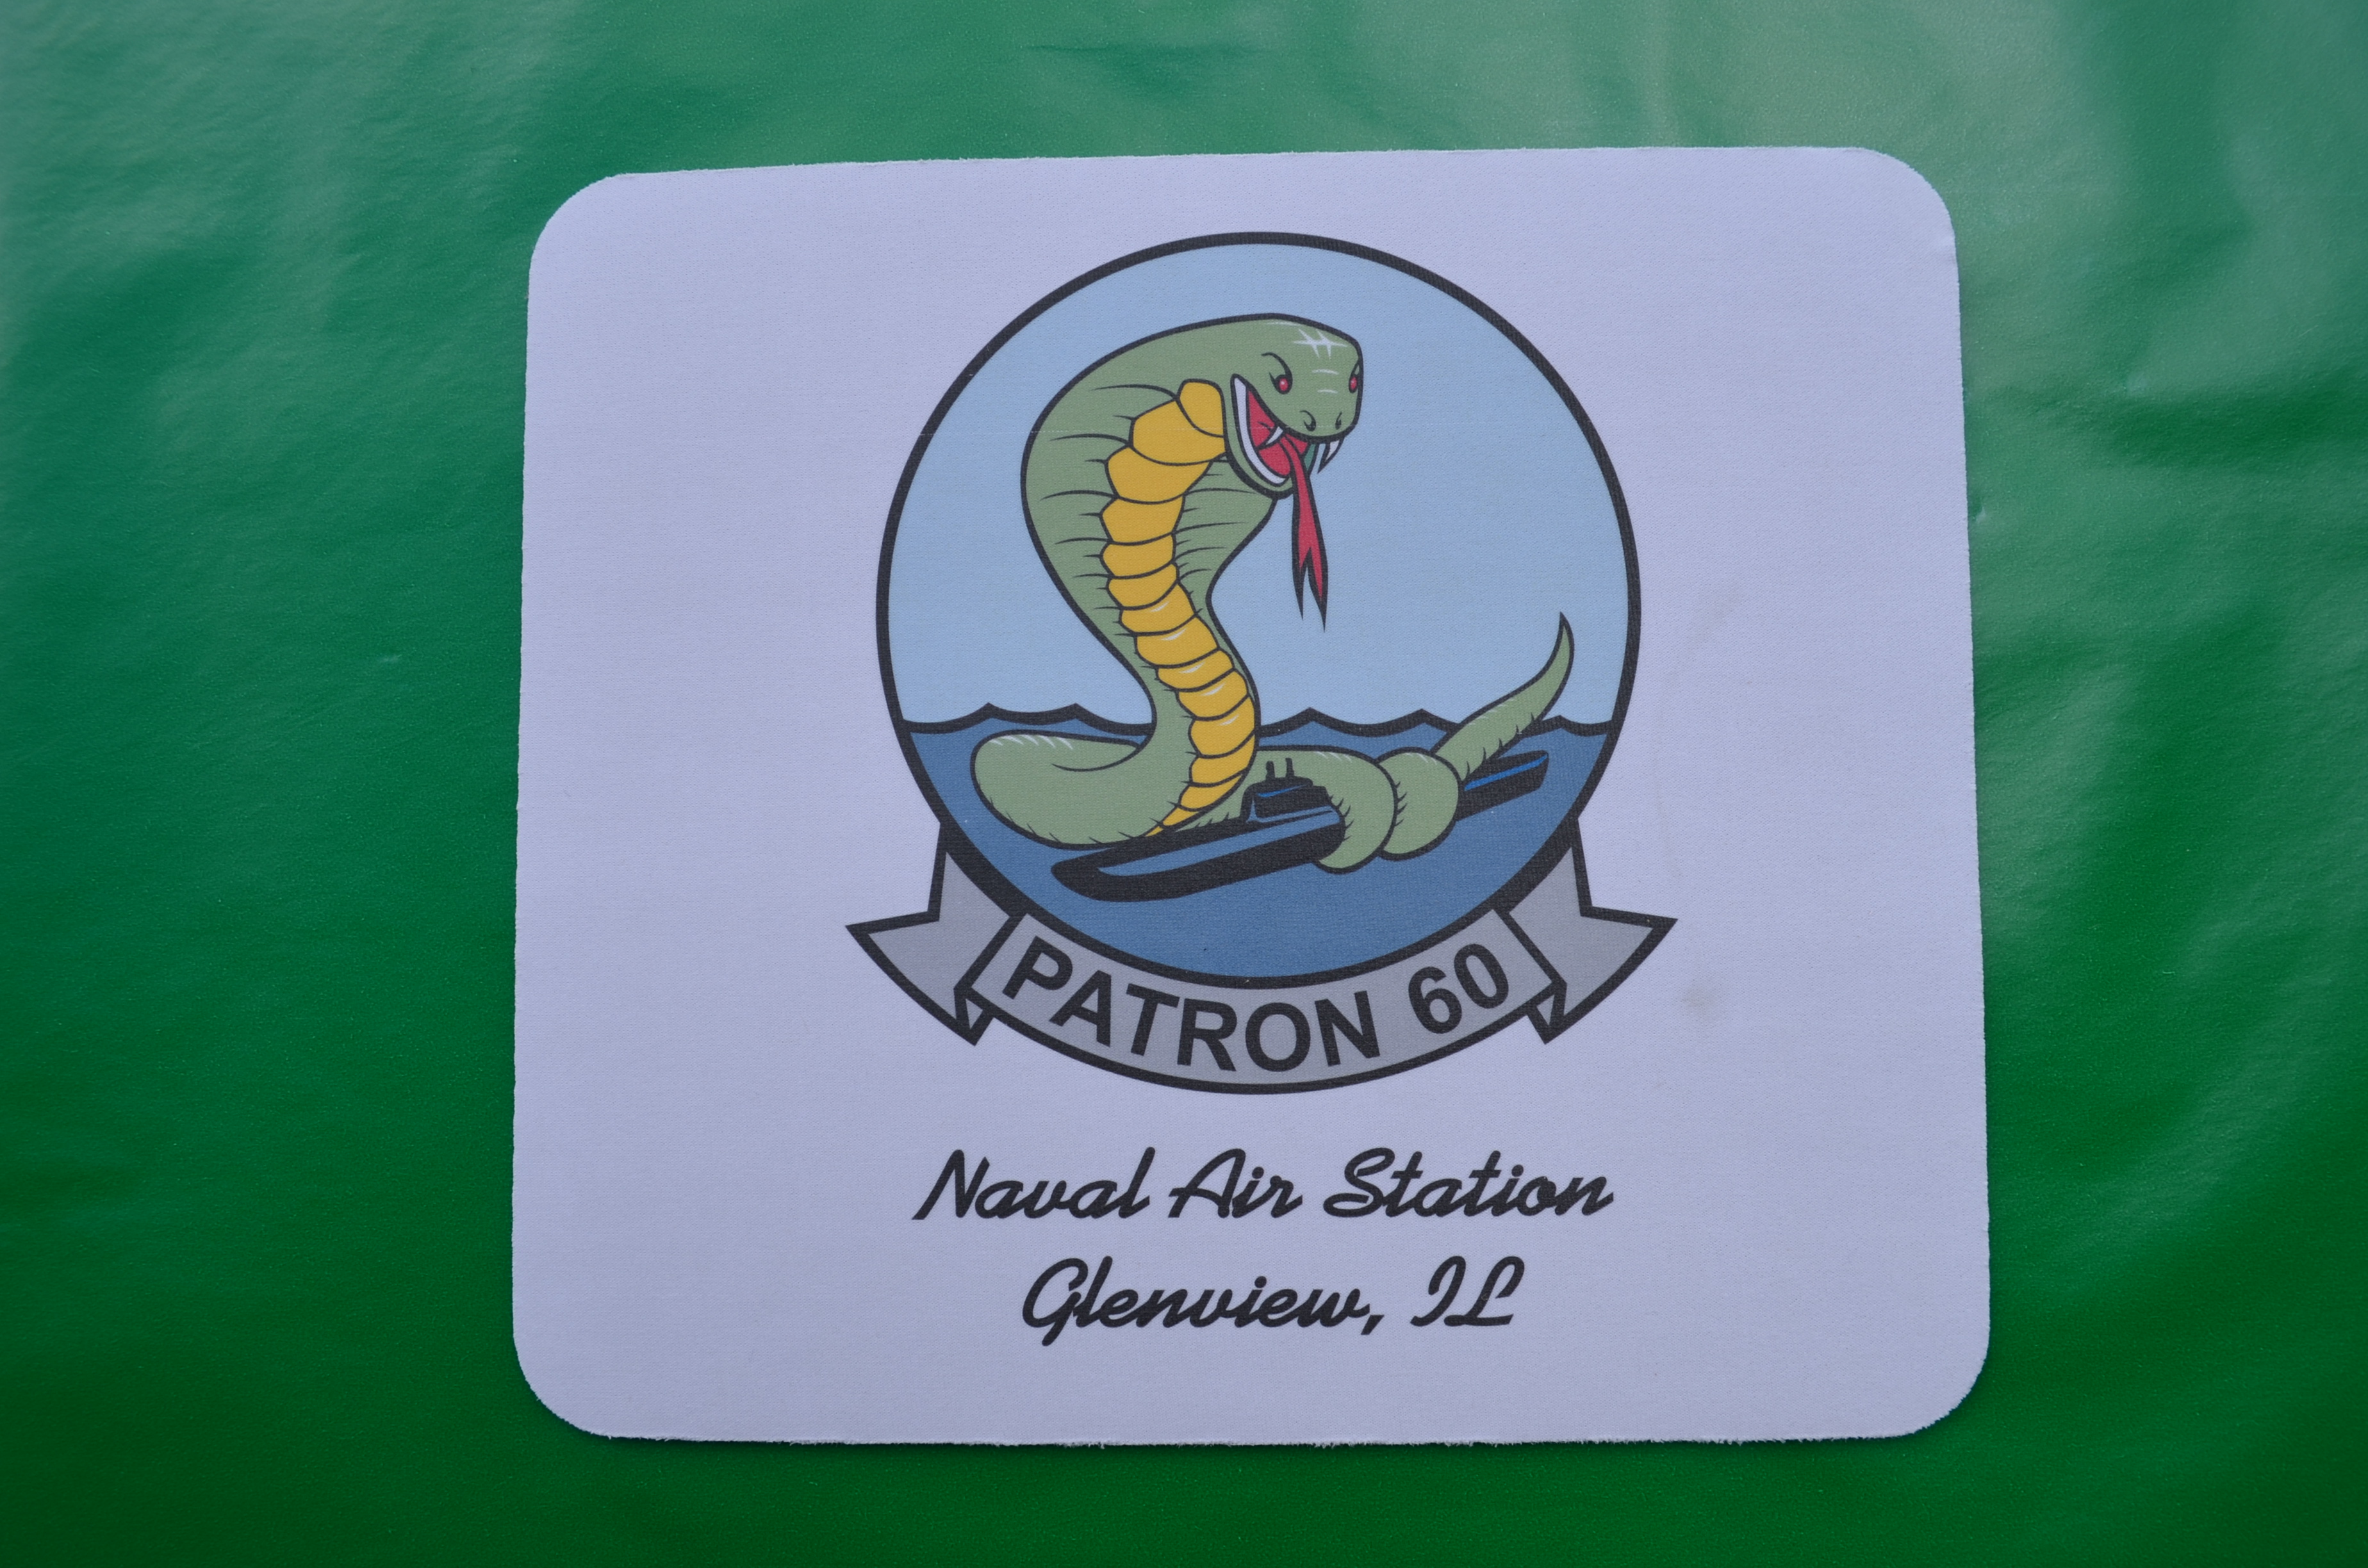 PATRON 60
Naval Air Station
Glenview, IL